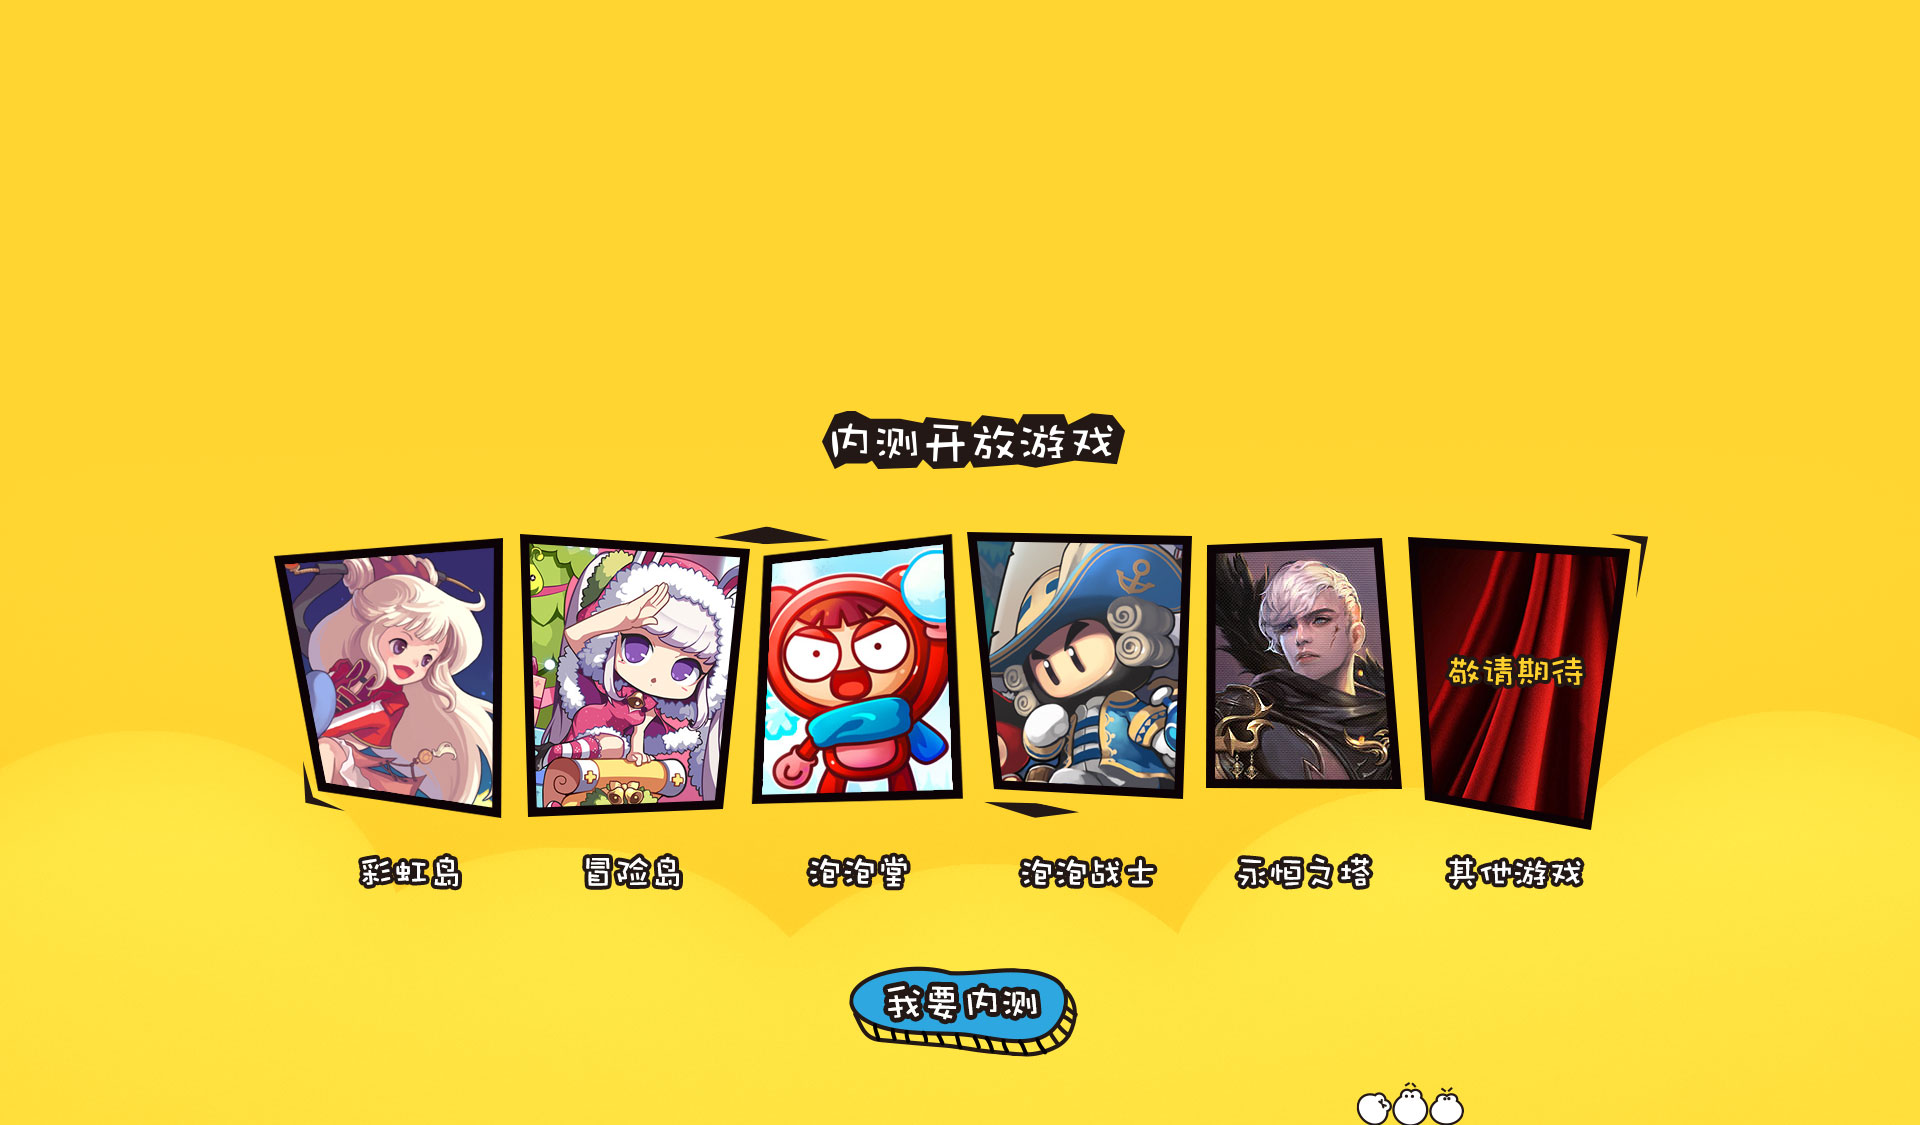 内测开放游戏
敬请期待
彩虹岛
冒险岛
泡泡堂
泡泡战士
永恒之塔
其他游戏
我要内测